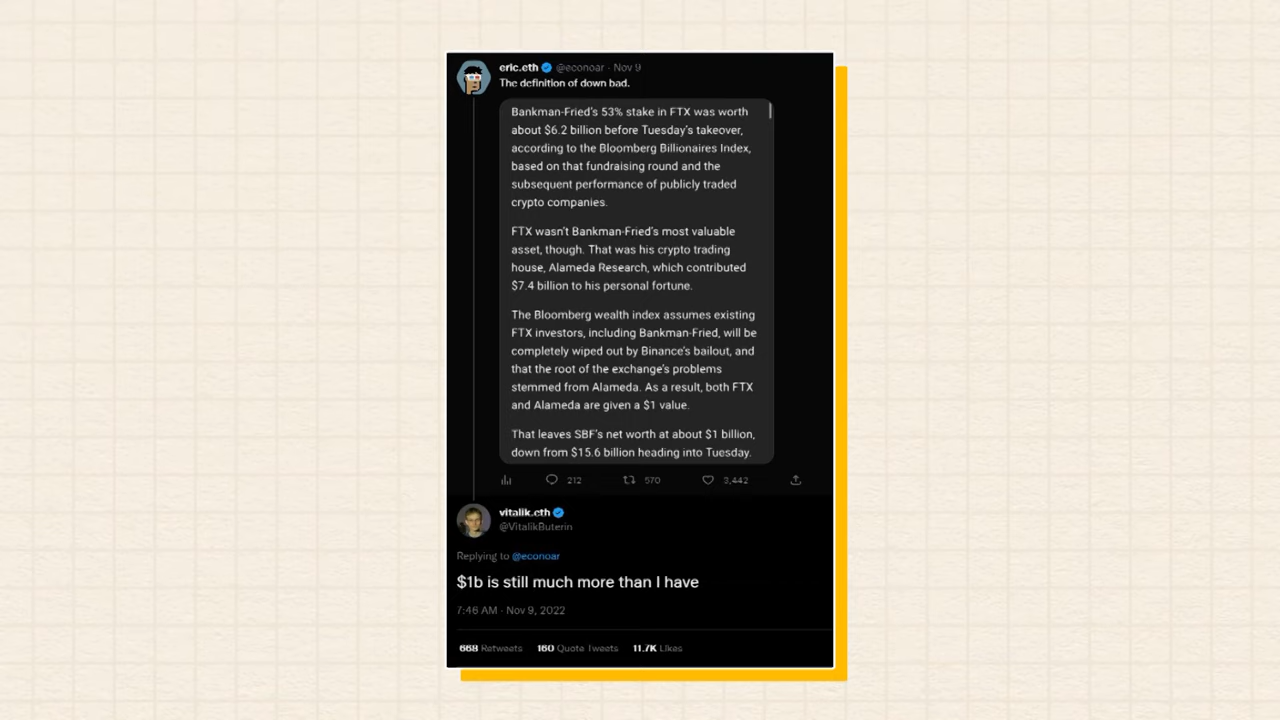 eric.eth @econoar · Nov 9
The definition of down bad.
Bankman-Fried's 53% stake in FTX was worth
about $6.2 billion before Tuesday's takeover,
according to the Bloomberg Billionaires Index,
based on that fundraising round and the
subsequent performance of publicly traded
crypto companies.
FTX wasn't Bankman-Fried's most valuable
asset, though. That was his crypto trading
house, Alameda Research, which contributed
$7.4 billion to his personal fortune.
The Bloomberg wealth index assumes existing
FTX investors, including Bankman-Fried, will be
completely wiped out by Binance's bailout, and
that the root of the exchange's problems
stemmed from Alameda. As a result, both FTX
and Alameda are given a $1 value.
That leaves SBF's net worth at about $1 billion,
down from $15.6 billion heading into Tuesday.
212 570 3,442
vitalik.eth
@VitalikButerin
Replying to @econoar
$1b is still much more than I have
7:46 AM · Nov 9, 2022
668 Retweets 160 Quote Tweets 11.7K Likes